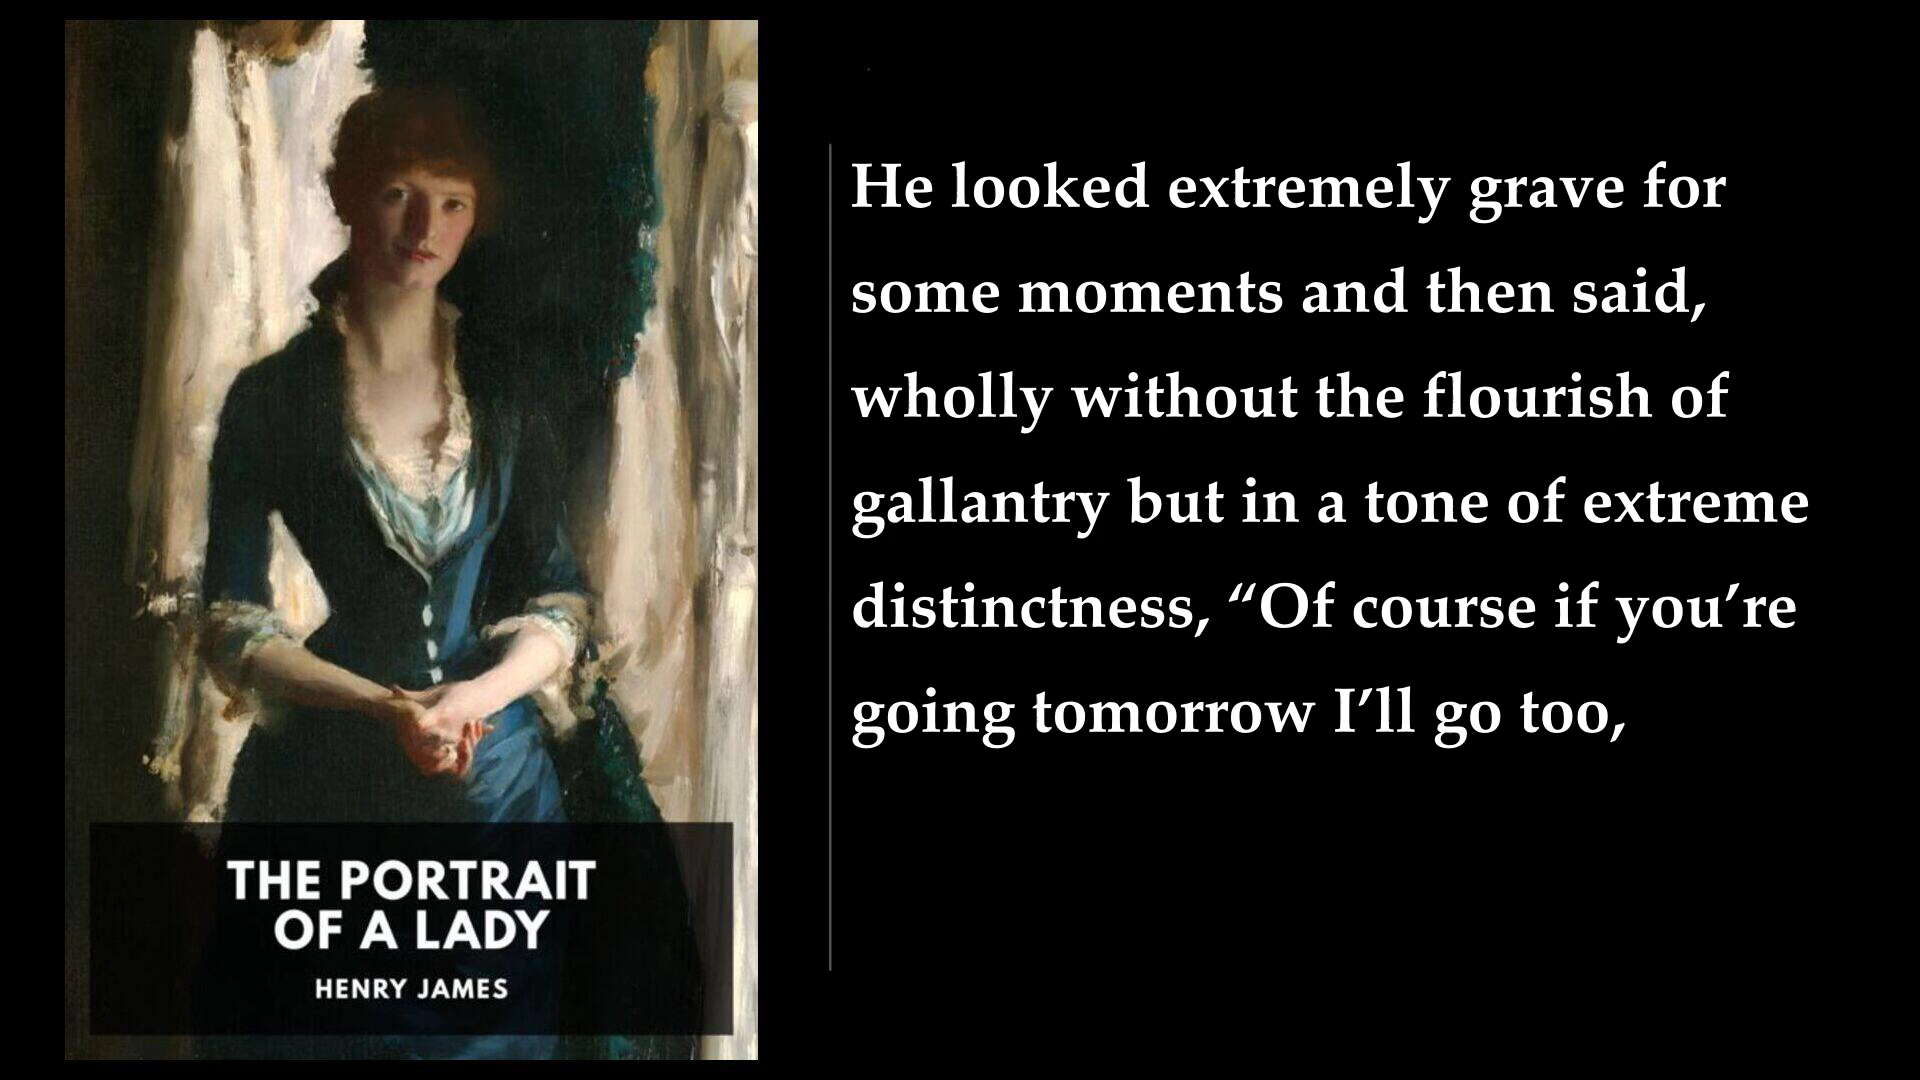 He looked extremely grave for
some moments and then said,
wholly without the flourish of
gallantry but in a tone of extreme
distinctness, “Of course if you’re
going tomorrow I’ll go too,
THE PORTRAIT
OF A LADY
HENRY JAMES